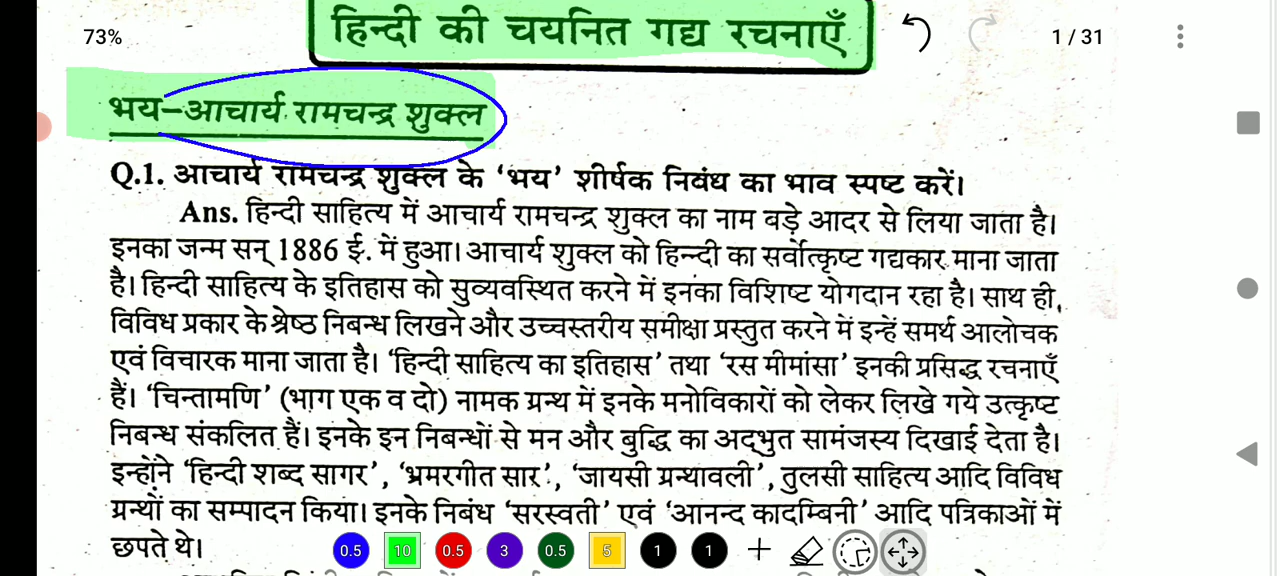 73%
हिन्दी की चयनित गद्य रचनाएँ
1 / 31
भय–आचार्य रामचन्द्र शुक्ल
Q.1. आचार्य रामचन्द्र शुक्ल के ‘भय’ शीर्षक निबंध का भाव स्पष्ट करें।
Ans. हिन्दी साहित्य में आचार्य रामचन्द्र शुक्ल का नाम बड़े आदर से लिया जाता है।
इनका जन्म सन् 1886 ई. में हुआ। आचार्य शुक्ल को हिन्दी का सर्वोत्कृष्ट गद्यकार माना जाता
है। हिन्दी साहित्य के इतिहास को सुव्यवस्थित करने में इनका विशिष्ट योगदान रहा है। साथ ही,
विविध प्रकार के श्रेष्ठ निबन्ध लिखने और उच्चस्तरीय समीक्षा प्रस्तुत करने में इन्हें समर्थ आलोचक
एवं विचारक माना जाता है। ‘हिन्दी साहित्य का इतिहास’ तथा ‘रस मीमांसा’ इनकी प्रसिद्ध रचनाएँ
हैं। ‘चिन्तामणि’ (भाग एक व दो) नामक ग्रन्थ में इनके मनोविकारों को लेकर लिखे गये उत्कृष्ट
निबन्ध संकलित हैं। इनके इन निबन्धों से मन और बुद्धि का अद्भुत सामंजस्य दिखाई देता है।
इन्होंने ‘हिन्दी शब्द सागर’, ‘भ्रमरगीत सार’, ‘जायसी ग्रन्थावली’, तुलसी साहित्य आदि विविध
ग्रन्थों का सम्पादन किया। इनके निबंध ‘सरस्वती’ एवं ‘आनन्द कादम्बिनी’ आदि पत्रिकाओं में
छपते थे।
0.5 10 0.5 3 0.5 5 1 1